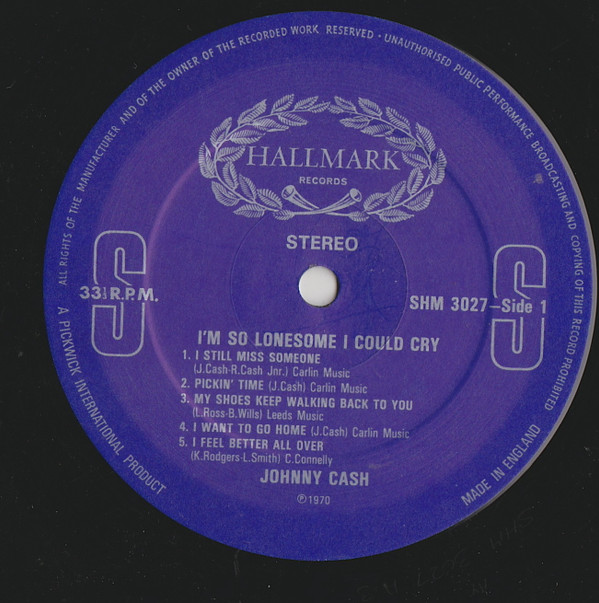 ALL RIGHTS OF THE MANUFACTURER AND OF THE OWNER OF THE RECORDED WORK RESERVED · UNAUTHORISED PUBLIC PERFORMANCE BROADCASTING AND COPYING OF THIS RECORD PROHIBITED
HALLMARK
RECORDS
STEREO
S
S
33⅓ R.P.M.
SHM 3027-Side 1
I'M SO LONESOME I COULD CRY
1. I STILL MISS SOMEONE
(J.Cash-R.Cash Jnr.) Carlin Music
2. PICKIN' TIME (J.Cash) Carlin Music
3. MY SHOES KEEP WALKING BACK TO YOU
(L.Ross-B.Wills) Leeds Music
4. I WANT TO GO HOME (J.Cash) Carlin Music
5. I FEEL BETTER ALL OVER
(K.Rodgers-L.Smith) C.Connelly
JOHNNY CASH
℗1970
A PICKWICK INTERNATIONAL PRODUCT
MADE IN ENGLAND